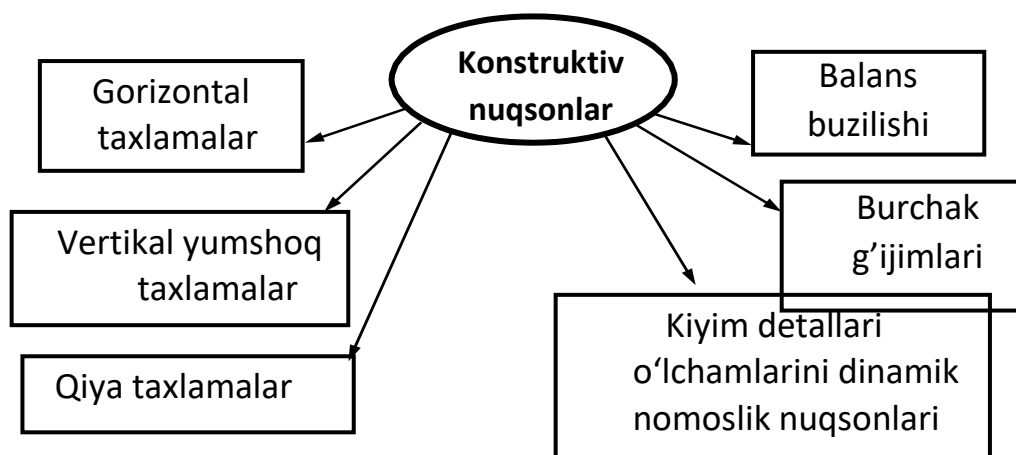 Konstruktiv
nuqsonlar
Gorizontal
taxlamalar
Vertikal yumshoq
taxlamalar
Qiya taxlamalar
Balans
buzilishi
Burchak
g’ijimlari
Kiyim detallari
o‘lchamlarini dinamik
nomoslik nuqsonlari